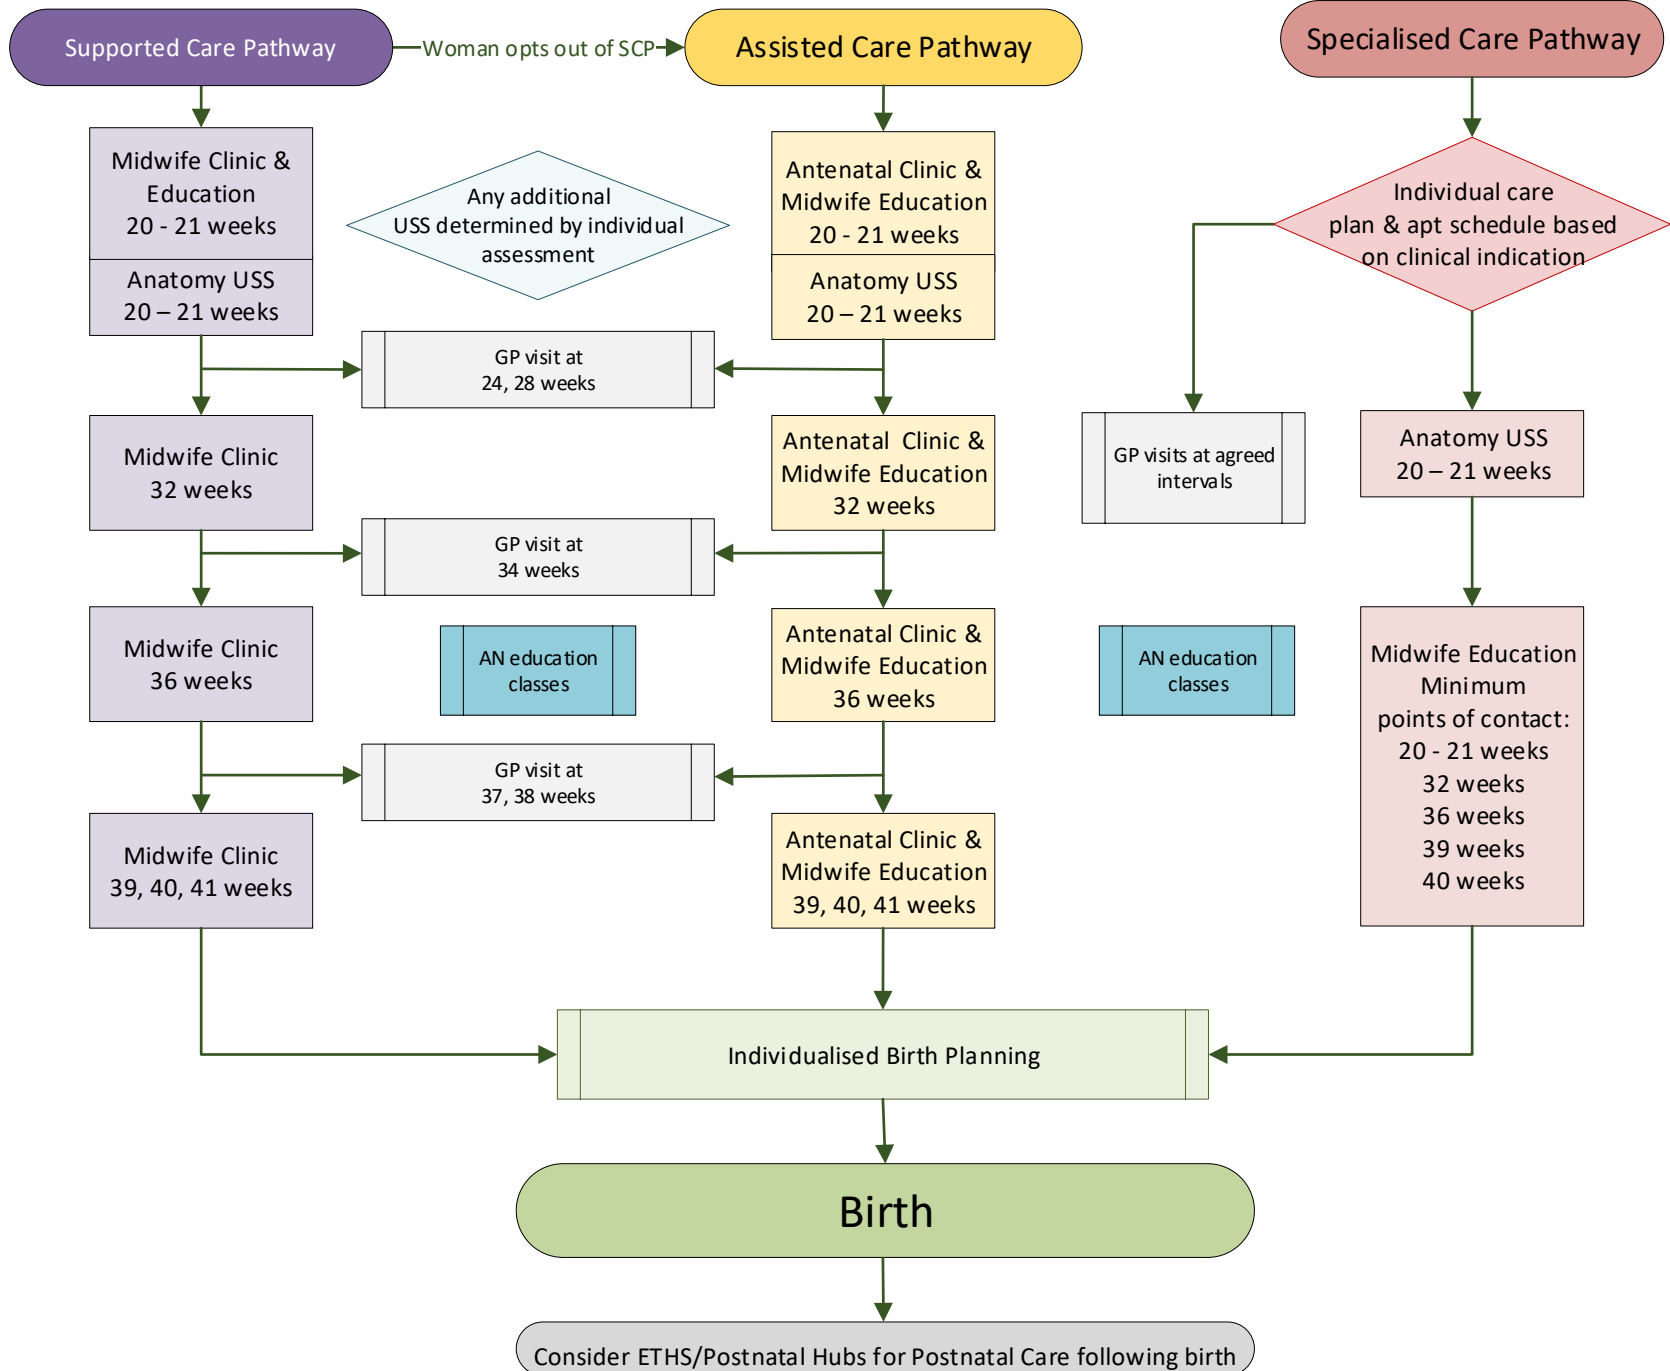 Supported Care Pathway
Woman opts out of SCP
Assisted Care Pathway
Specialised Care Pathway
Midwife Clinic &
Education
20 - 21 weeks
Anatomy USS
20 – 21 weeks
Any additional
USS determined by individual
assessment
Antenatal Clinic &
Midwife Education
20 - 21 weeks
Anatomy USS
20 – 21 weeks
Individual care
plan & apt schedule based
on clinical indication
GP visit at
24, 28 weeks
Midwife Clinic
32 weeks
Antenatal Clinic &
Midwife Education
32 weeks
GP visits at agreed
intervals
Anatomy USS
20 – 21 weeks
GP visit at
34 weeks
Midwife Clinic
36 weeks
AN education
classes
Antenatal Clinic &
Midwife Education
36 weeks
AN education
classes
Midwife Education
Minimum
points of contact:
20 - 21 weeks
32 weeks
36 weeks
39 weeks
40 weeks
GP visit at
37, 38 weeks
Midwife Clinic
39, 40, 41 weeks
Antenatal Clinic &
Midwife Education
39, 40, 41 weeks
Individualised Birth Planning
Birth
Consider ETHS/Postnatal Hubs for Postnatal Care following birth